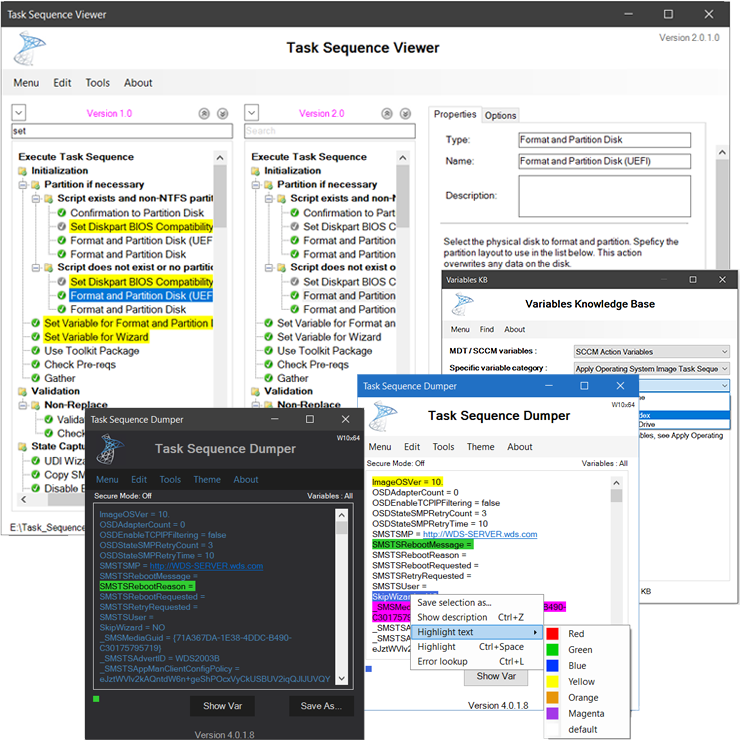 Task Sequence Viewer
Version 2.0.1.0
Task Sequence Viewer
Menu Edit Tools About
Version 1.0
set
Execute Task Sequence
Initialization
Partition if necessary
Script exists and non-NTFS parti
Confirmation to Partition Disk
Set Diskpart BIOS Compatibility
Format and Partition Disk (UEF
Format and Partition Disk
Script does not exist or no partiti
Set Diskpart BIOS Compatibility
Format and Partition Disk (UEF
Format and Partition Disk
Set Variable for Format and Partition
Set Variable for Wizard
Use Toolkit Package
Check Pre-reqs
Gather
Validation
Non-Replace
Valida
Check
State Captu
UDI Wiza
Copy SM
Disable B
E:\Task_Sequence
Version 2.0
Search
Execute Task Sequence
Initialization
Partition if necessary
Script exists and non-N
Confirmation to Part
Set Diskpart BIOS C
Format and Partition
Format and Partition
Script does not exist o
Set Diskpart BIOS C
Format and Partition
Format and Partition
Set Variable for Format an
Set Variable for Wizard
Use Toolkit Package
Check Pre-reqs
Gather
Validation
Non-Replace
Properties Options
Type: Format and Partition Disk
Name: Format and Partition Disk (UEFI)
Description:
Select the physical disk to format and partition. Speficy the
partition layout to use in the list below. This action
overwrites any data on the disk.
Variables KB
Variables Knowledge Base
Menu Find About
MDT / SCCM variables : SCCM Action Variables
Specific variable category : Apply Operating System Image Task Seque
dex
Drive
bles, see Apply Operating
KB
Task Sequence Dumper
W10x64
Task Sequence Dumper
Menu Edit Tools Theme About
Secure Mode: Off Variables : All
ImageOSVer = 10.
OSDAdapterCount = 0
OSDEnableTCPIPFiltering = false
OSDStateSMPRetryCount = 3
OSDStateSMPRetryTime = 10
SMSTSMP = http://WDS-SERVER.wds.com
SMSTSRebootMessage =
SMSTSRebootReason =
SMSTSRebootRequested =
SMSTSRetryRequested =
SMSTSUser =
SkipWizard = NO
_SMSMediaGuid = {71A367DA-1E38-4DDC-B490-
C30175795719}
_SMSTSAdvertID = WDS2003B
_SMSTSAppManClientConfigPolicy =
eJztWVlv2kAQntdW6n+geShPOcxVyCkUSBUV2iqQJlJUVQY
Show Var Save As...
Version 4.0.1.8
Task Sequence Dumper
W10x64
Task Sequence Dumper
Menu Edit Tools Theme About
Secure Mode: Off Variables : All
ImageOSVer = 10.
OSDAdapterCount = 0
OSDEnableTCPIPFiltering = false
OSDStateSMPRetryCount = 3
OSDStateSMPRetryTime = 10
SMSTSMP = http://WDS-SERVER.wds.com
SMSTSRebootMessage =
SMSTSRebootReason =
SMSTSRebootRequested =
SMSTSRetryRequested =
SMSTSUser =
SkipWizard
_SMSMedia B490-
C30175795
_SMSTSA
_SMSTSA
eJztWVlv2k
Save selection as...
Show description Ctrl+Z
Highlight text
Highlight Ctrl+Space
Error lookup Ctrl+L
Red
Green
Blue
Yellow
Orange
Magenta
default
Show Var
Version 4.0.1.8